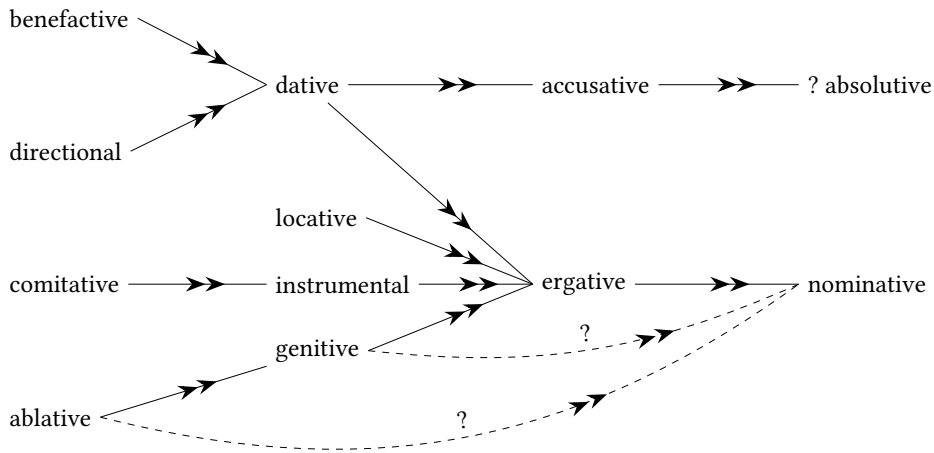 benefactive
dative accusative ? absolutive
directional
locative
comitative instrumental ergative nominative
?
genitive
ablative ?